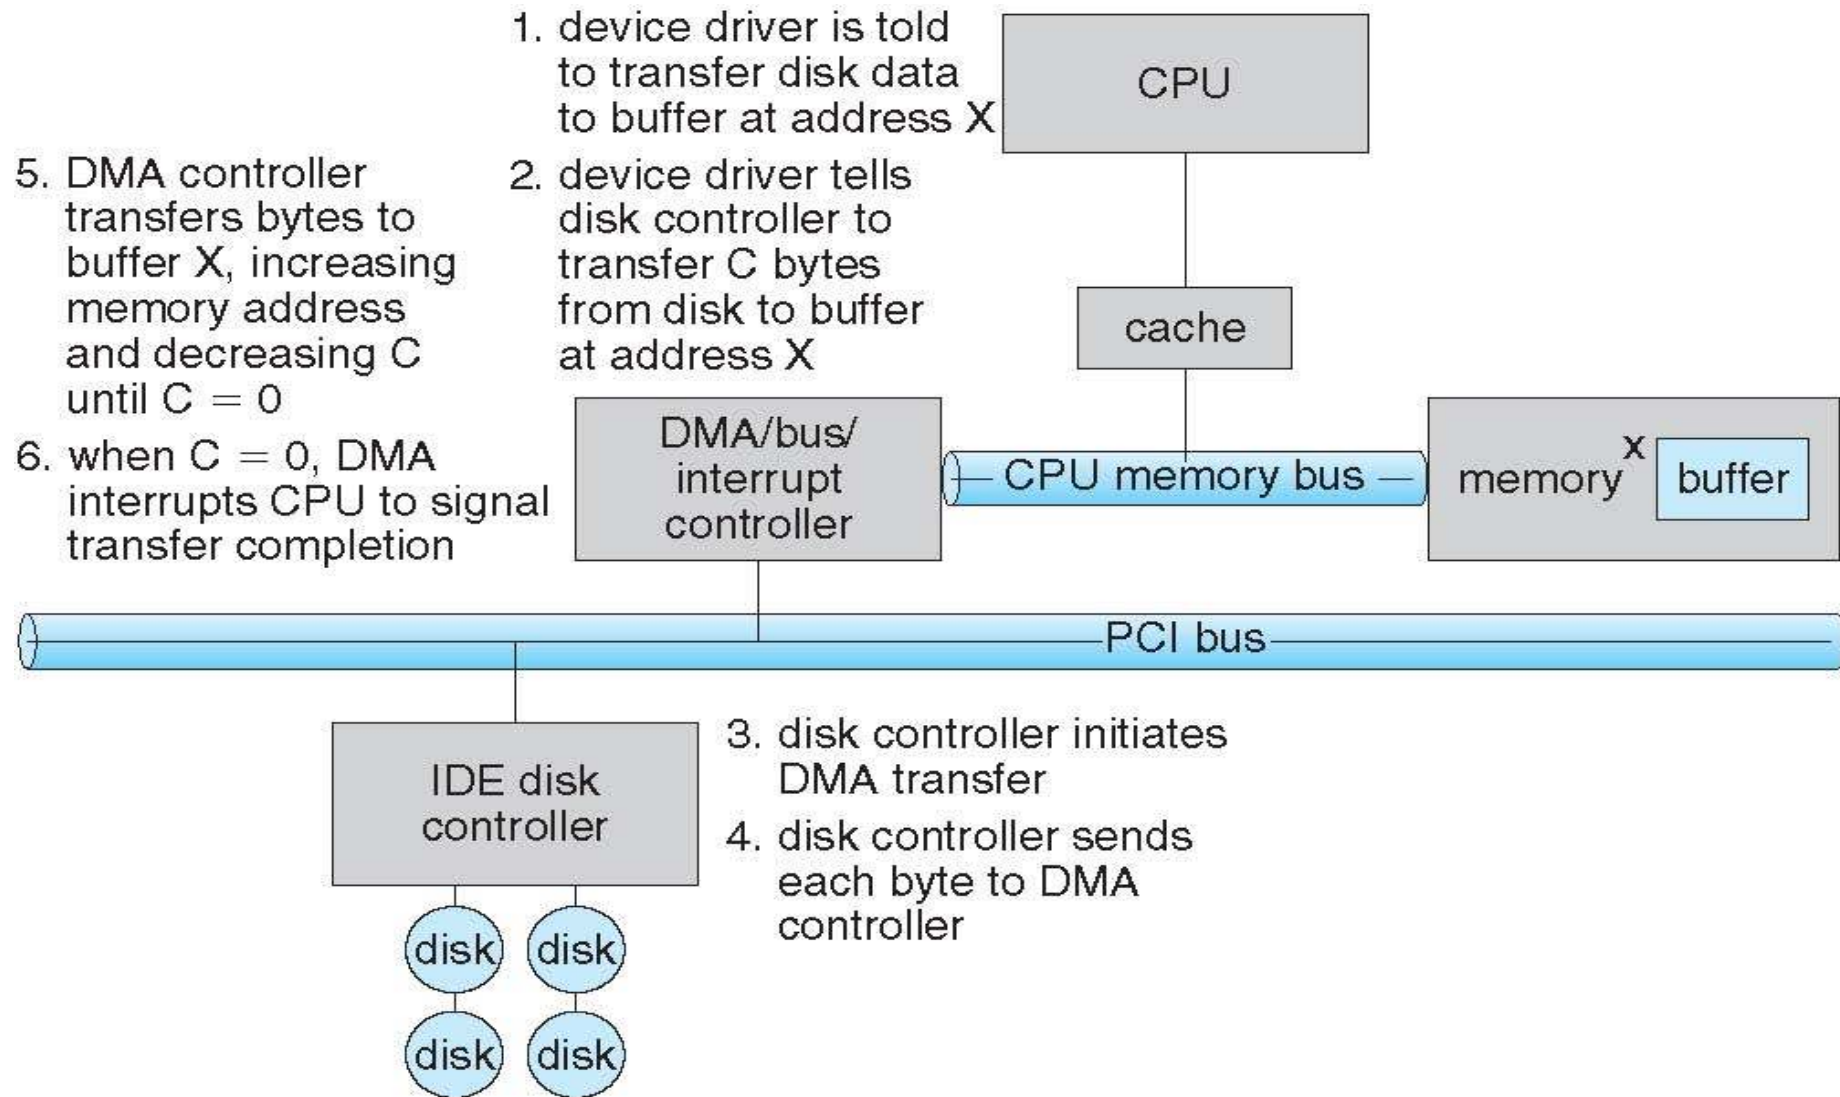 1. device driver is told
to transfer disk data
to buffer at address X
CPU
5. DMA controller
transfers bytes to
buffer X, increasing
memory address
and decreasing C
until C = 0
2. device driver tells
disk controller to
transfer C bytes
from disk to buffer
at address X
cache
6. when C = 0, DMA
interrupts CPU to signal
transfer completion
DMA/bus/
interrupt
controller
CPU memory bus
memory
X
buffer
PCI bus
IDE disk
controller
3. disk controller initiates
DMA transfer
4. disk controller sends
each byte to DMA
controller
disk
disk
disk
disk